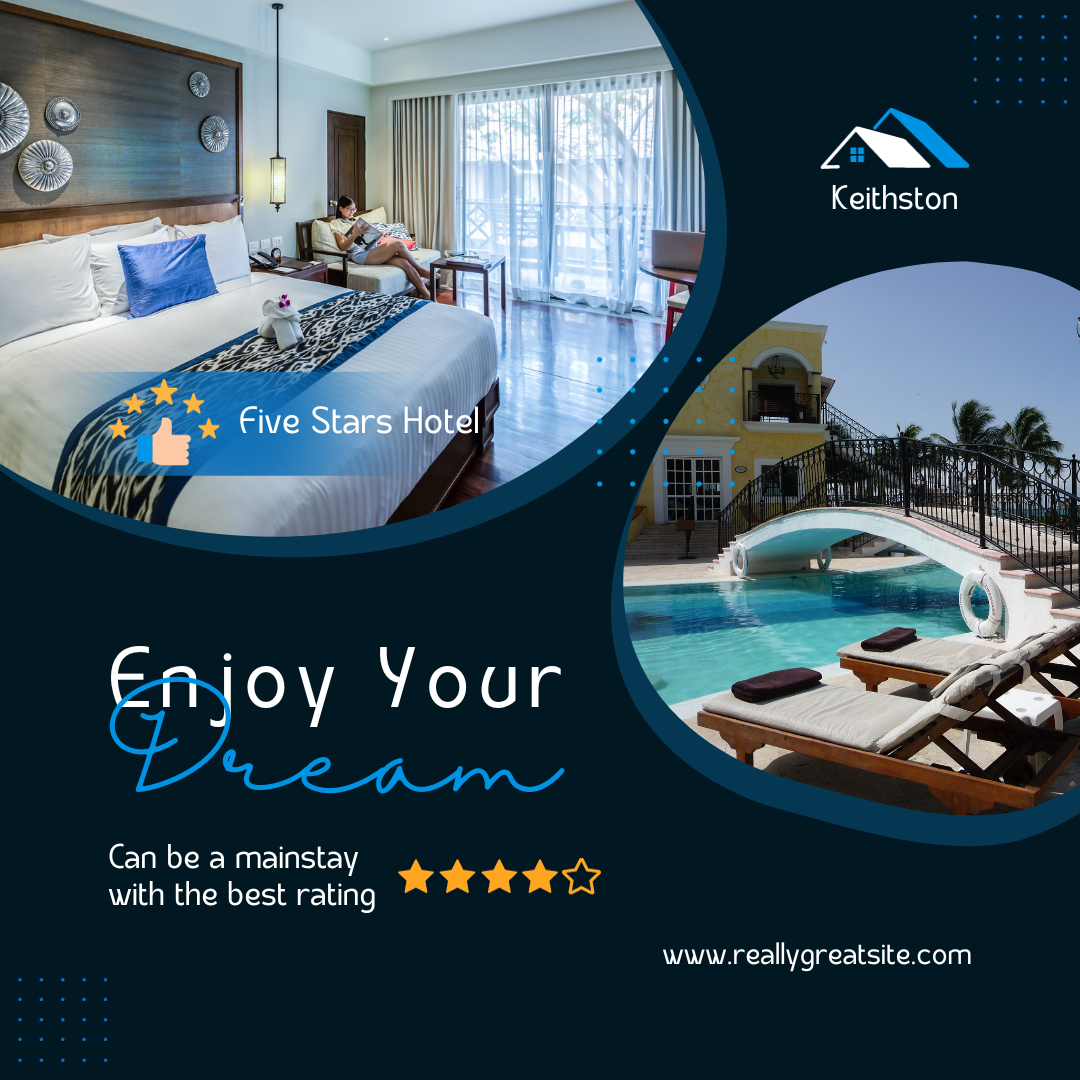 Keithston
Five Stars Hotel
Enjoy Your
Dream
Can be a mainstay
with the best rating
www.reallygreatsite.com